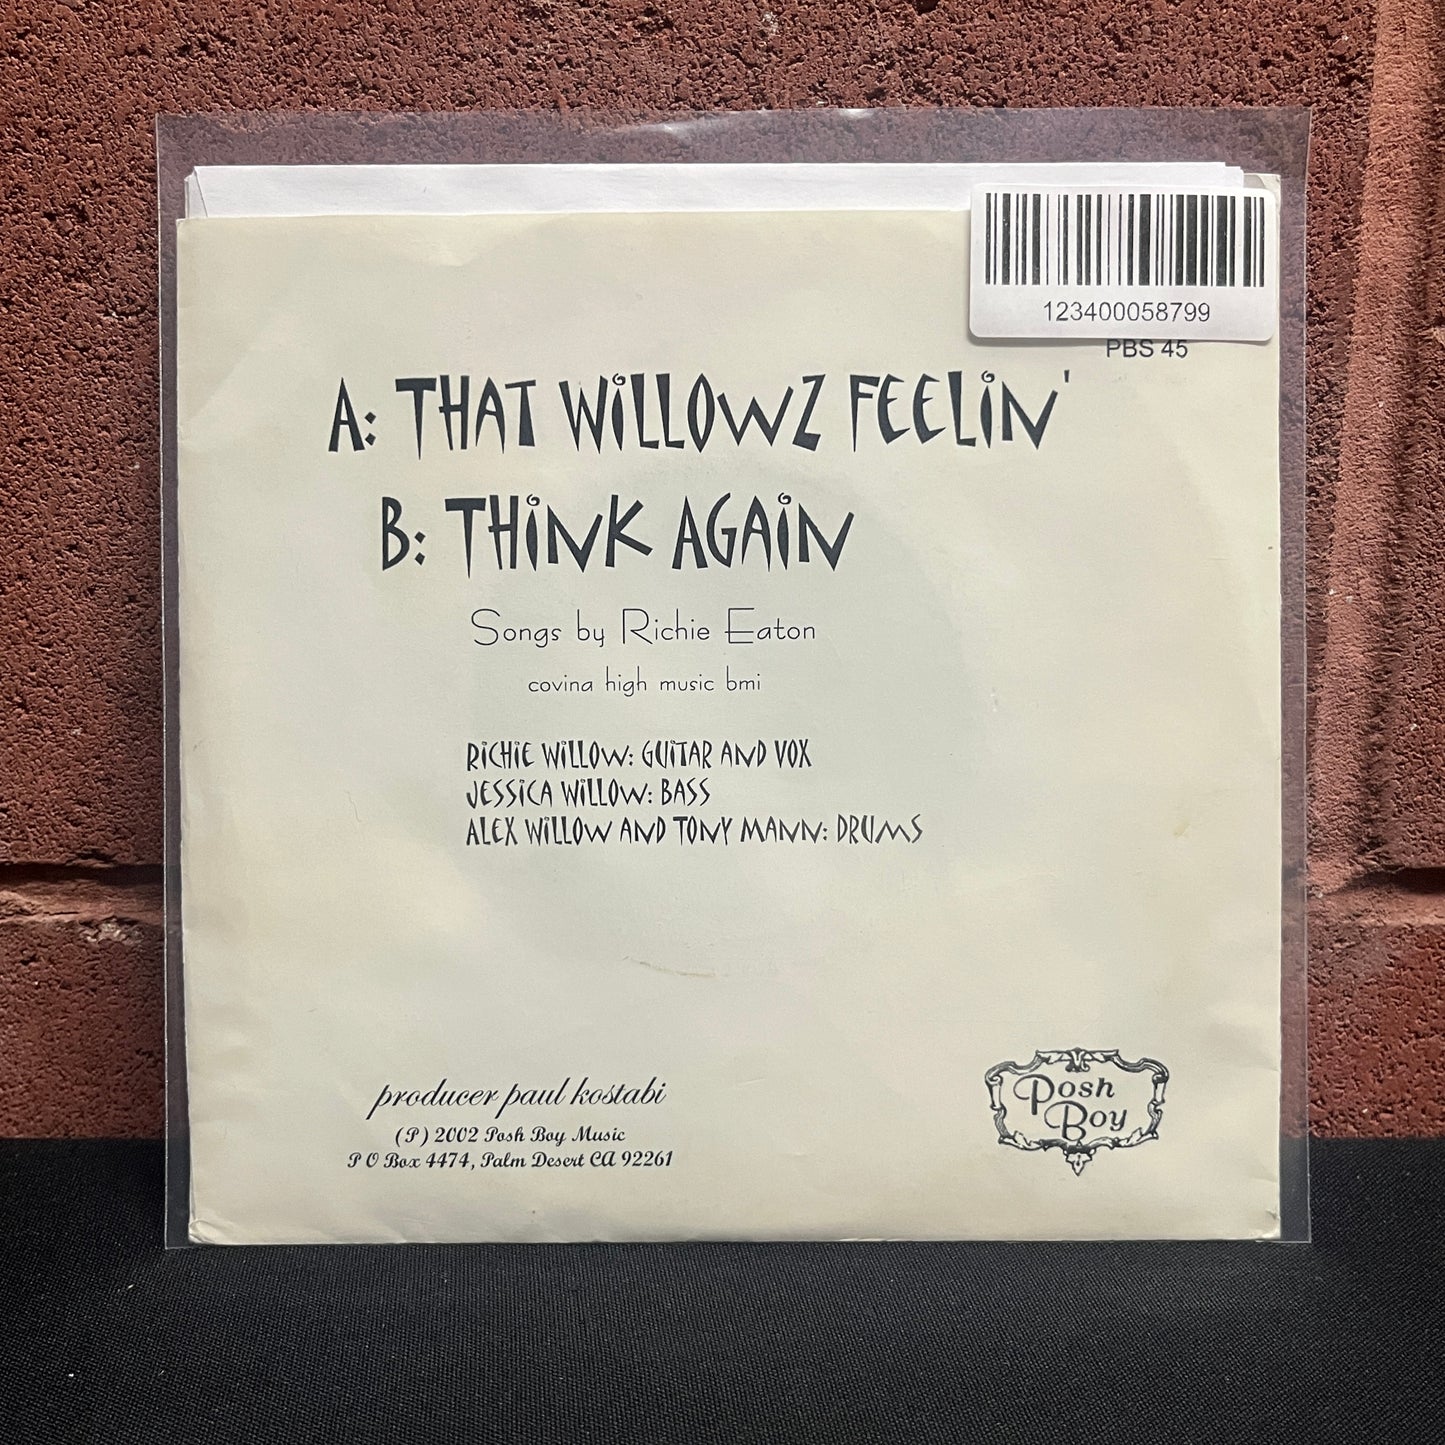 123400058799
PBS 45
A: THAT WiLLOWZ FEELiN'
B: THiNK AGAiN
Songs by Richie Eaton
covina high music bmi
RiCHiE WiLLOW: GUiTAR AND VOX
JESSiCA WiLLOW: BASS
ALEX WiLLOW AND TONY MANN: DRUMS
producer paul kostabi
(P) 2002 Posh Boy Music
P O Box 4474, Palm Desert CA 92261
Posh
Boy